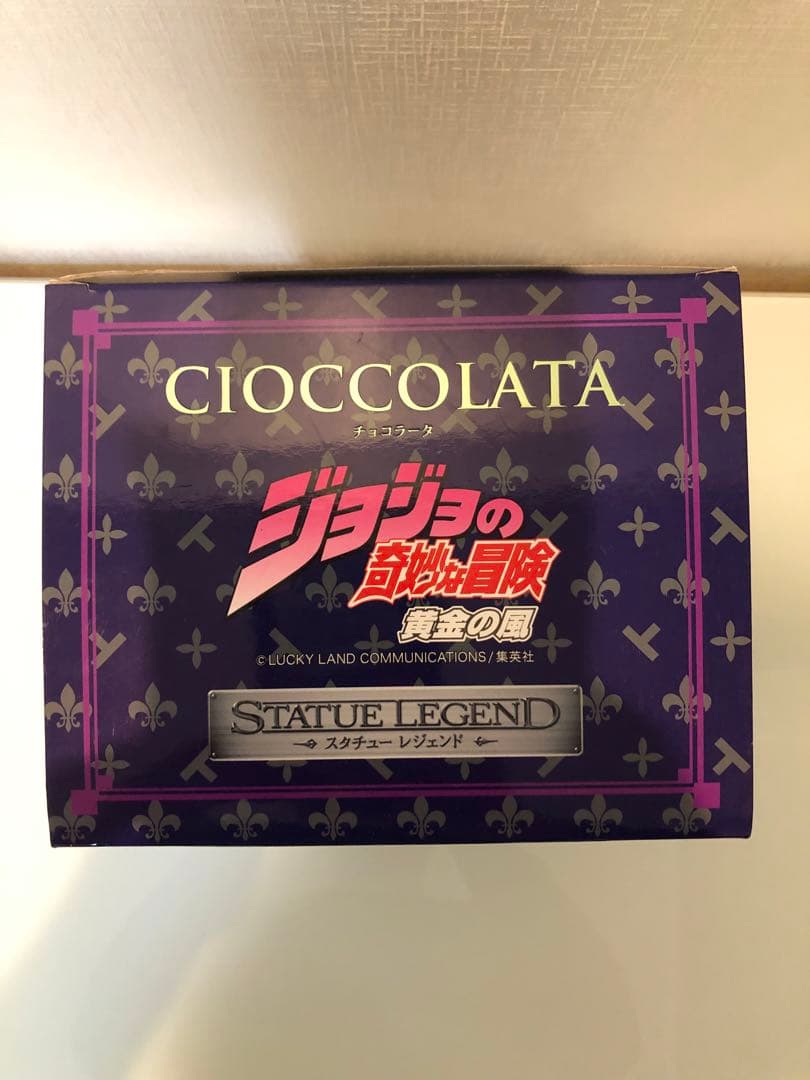 CIOCCOLATA
チョコラータ
ジョジョの
奇妙な冒険
黄金の風
©LUCKY LAND COMMUNICATIONS/集英社
STATUE LEGEND
スタチュー レジェンド